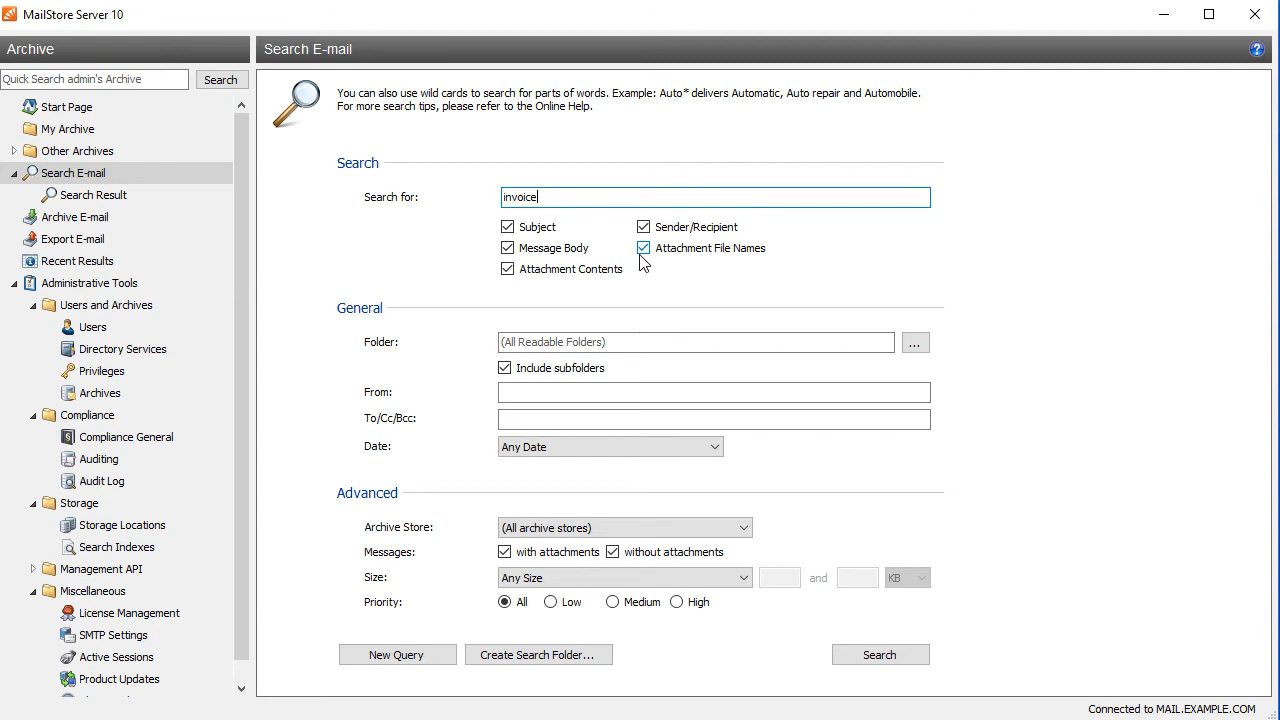 MailStore Server 10
Archive
Search E-mail
Quick Search admin's Archive
Search
Start Page
My Archive
Other Archives
Search E-mail
Search Result
Archive E-mail
Export E-mail
Recent Results
Administrative Tools
Users and Archives
Users
Directory Services
Privileges
Archives
Compliance
Compliance General
Auditing
Audit Log
Storage
Storage Locations
Search Indexes
Management API
Miscellaneous
License Management
SMTP Settings
Active Sessions
Product Updates
You can also use wild cards to search for parts of words. Example: Auto* delivers Automatic, Auto repair and Automobile.
For more search tips, please refer to the Online Help.
Search
Search for:
invoice
Subject
Sender/Recipient
Message Body
Attachment File Names
Attachment Contents
General
Folder:
(All Readable Folders)
...
Include subfolders
From:
To/Cc/Bcc:
Date:
Any Date
Advanced
Archive Store:
(All archive stores)
Messages:
with attachments
without attachments
Size:
Any Size
and
KB
Priority:
All
Low
Medium
High
New Query
Create Search Folder...
Search
Connected to MAIL.EXAMPLE.COM